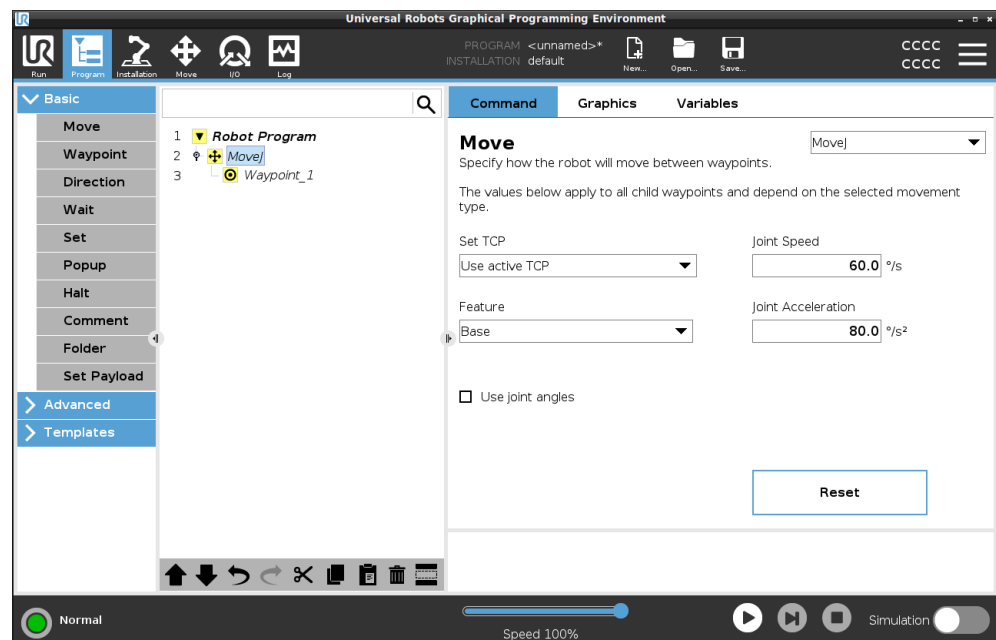 Universal Robots Graphical Programming Environment
UR
Run
Program
Installation
Move
I/O
Log
PROGRAM <unnamed>*
INSTALLATION default
New...
Open...
Save...
CCCC
CCCC
Basic
Move
Waypoint
Direction
Wait
Set
Popup
Halt
Comment
Folder
Set Payload
Advanced
Templates
1 Robot Program
2 MoveJ
3 Waypoint_1
Command Graphics Variables
Move
MoveJ
Specify how the robot will move between waypoints.
The values below apply to all child waypoints and depend on the selected movement
type.
Set TCP
Joint Speed
Use active TCP
60.0 °/s
Feature
Joint Acceleration
Base
80.0 °/s²
Use joint angles
Reset
Normal
Speed 100%
Simulation